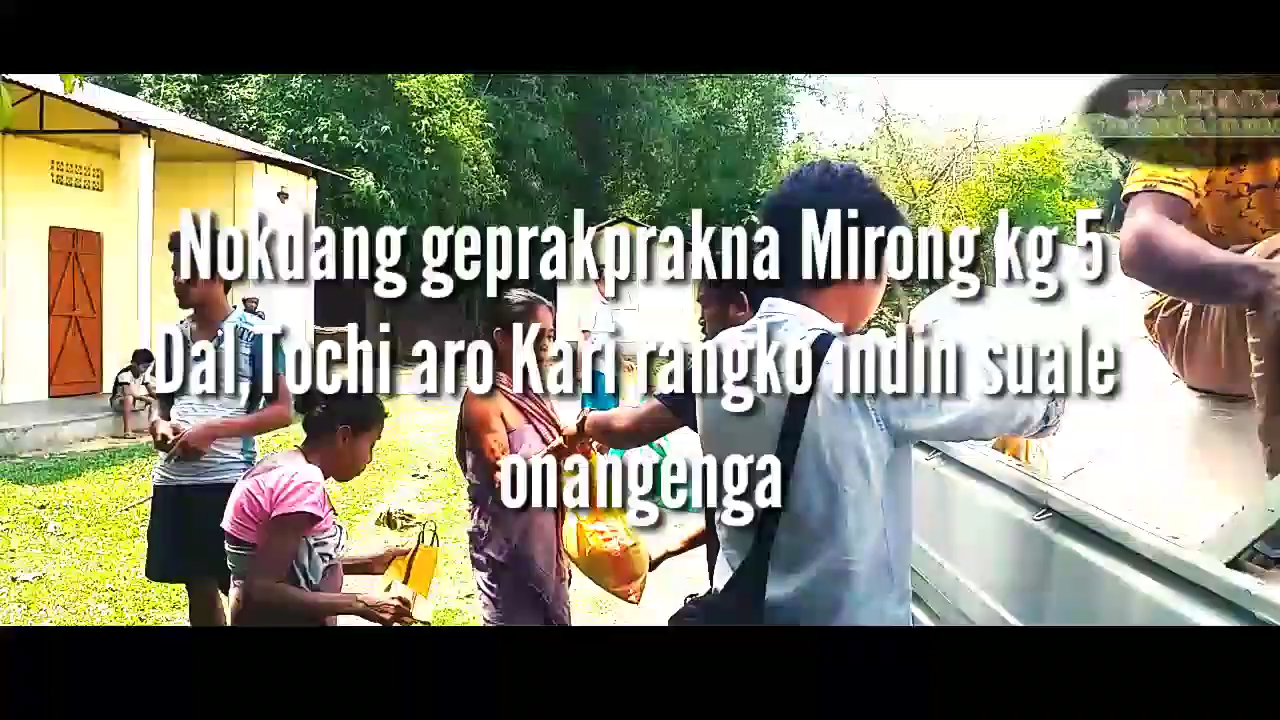 Nokdang geprakprakna Mirong kg 5
Dal,Tochi aro Kari rangko indin suale
onangenga